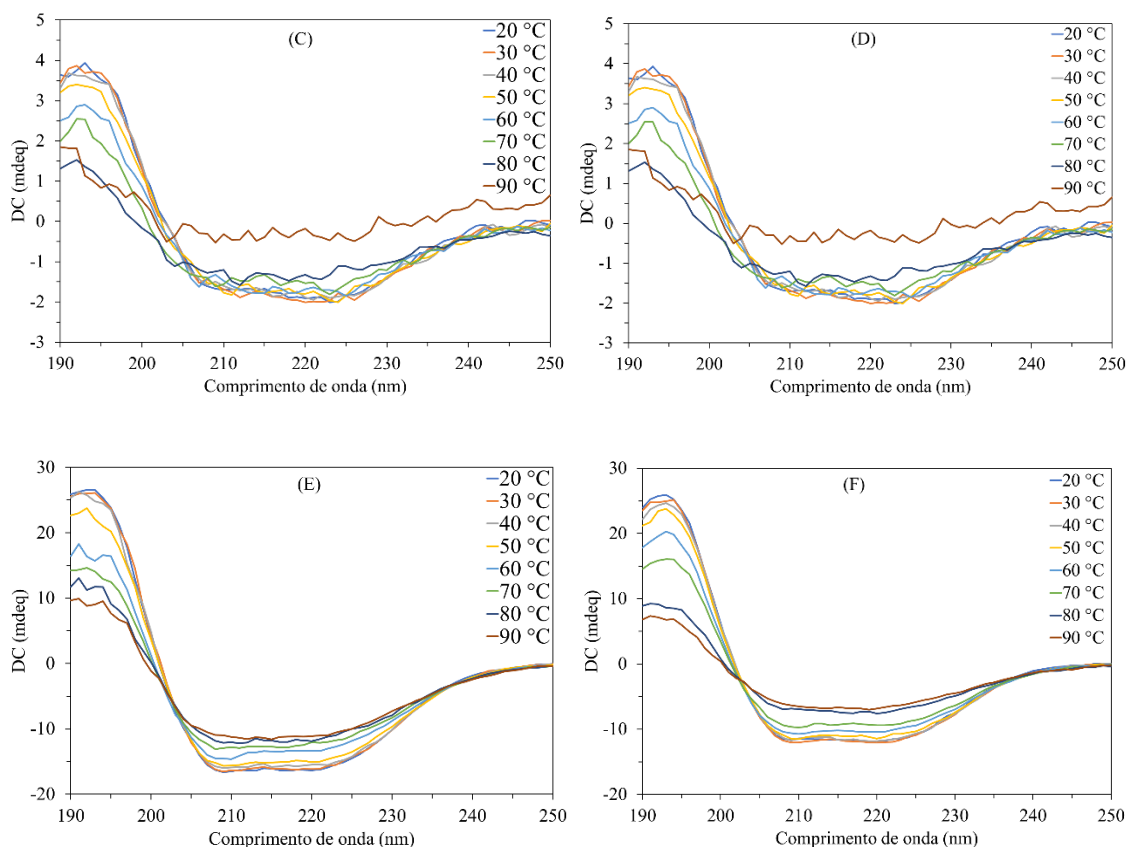 (C)
DC (mdeq)
5
4
3
2
1
0
-1
-2
-3
190 200 210 220 230 240 250
Comprimento de onda (nm)
20 °C
30 °C
40 °C
50 °C
60 °C
70 °C
80 °C
90 °C
(D)
DC (mdeq)
5
4
3
2
1
0
-1
-2
-3
190 200 210 220 230 240 250
Comprimento de onda (nm)
20 °C
30 °C
40 °C
50 °C
60 °C
70 °C
80 °C
90 °C
(E)
DC (mdeq)
30
20
10
0
-10
-20
190 200 210 220 230 240 250
Comprimento de onda (nm)
20 °C
30 °C
40 °C
50 °C
60 °C
70 °C
80 °C
90 °C
(F)
DC (mdeq)
30
20
10
0
-10
-20
190 200 210 220 230 240 250
Comprimento de onda (nm)
20 °C
30 °C
40 °C
50 °C
60 °C
70 °C
80 °C
90 °C